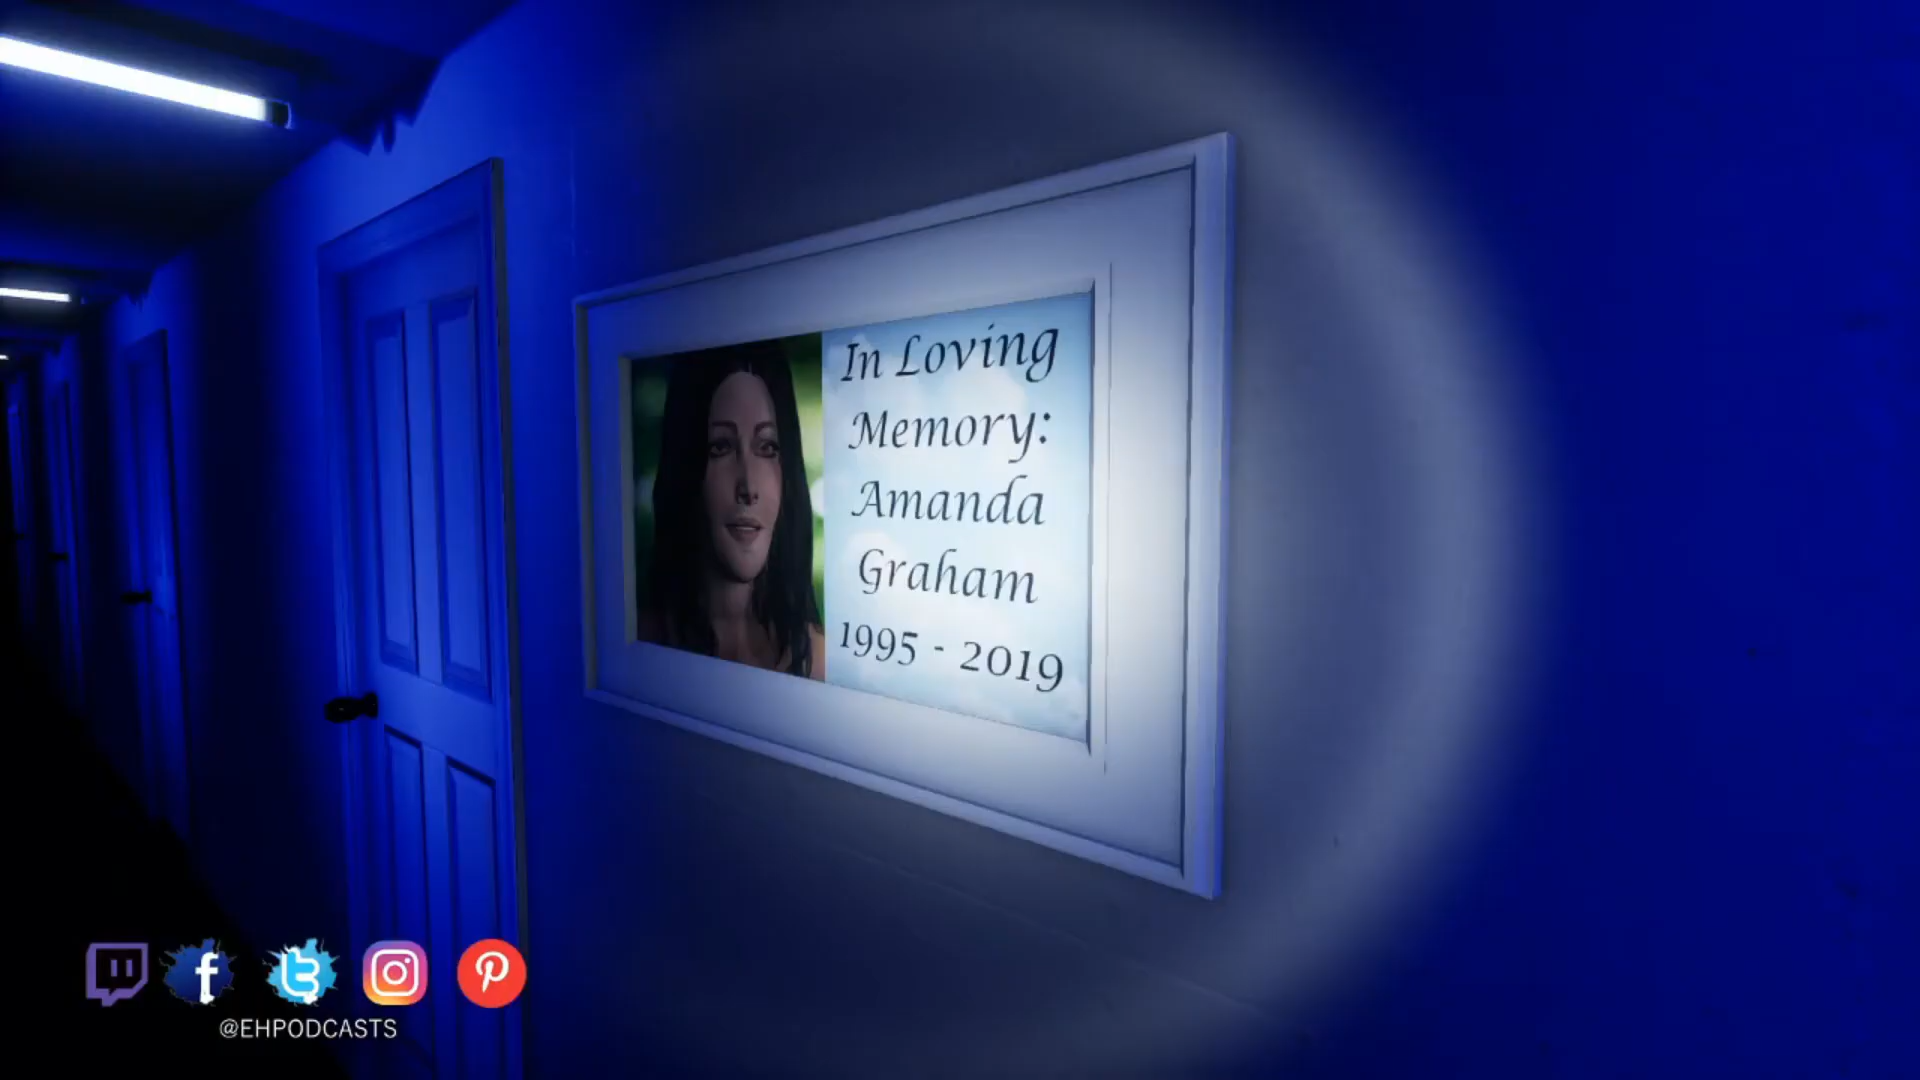 In Loving
Memory:
Amanda
Graham
1995 - 2019
@EHPODCASTS